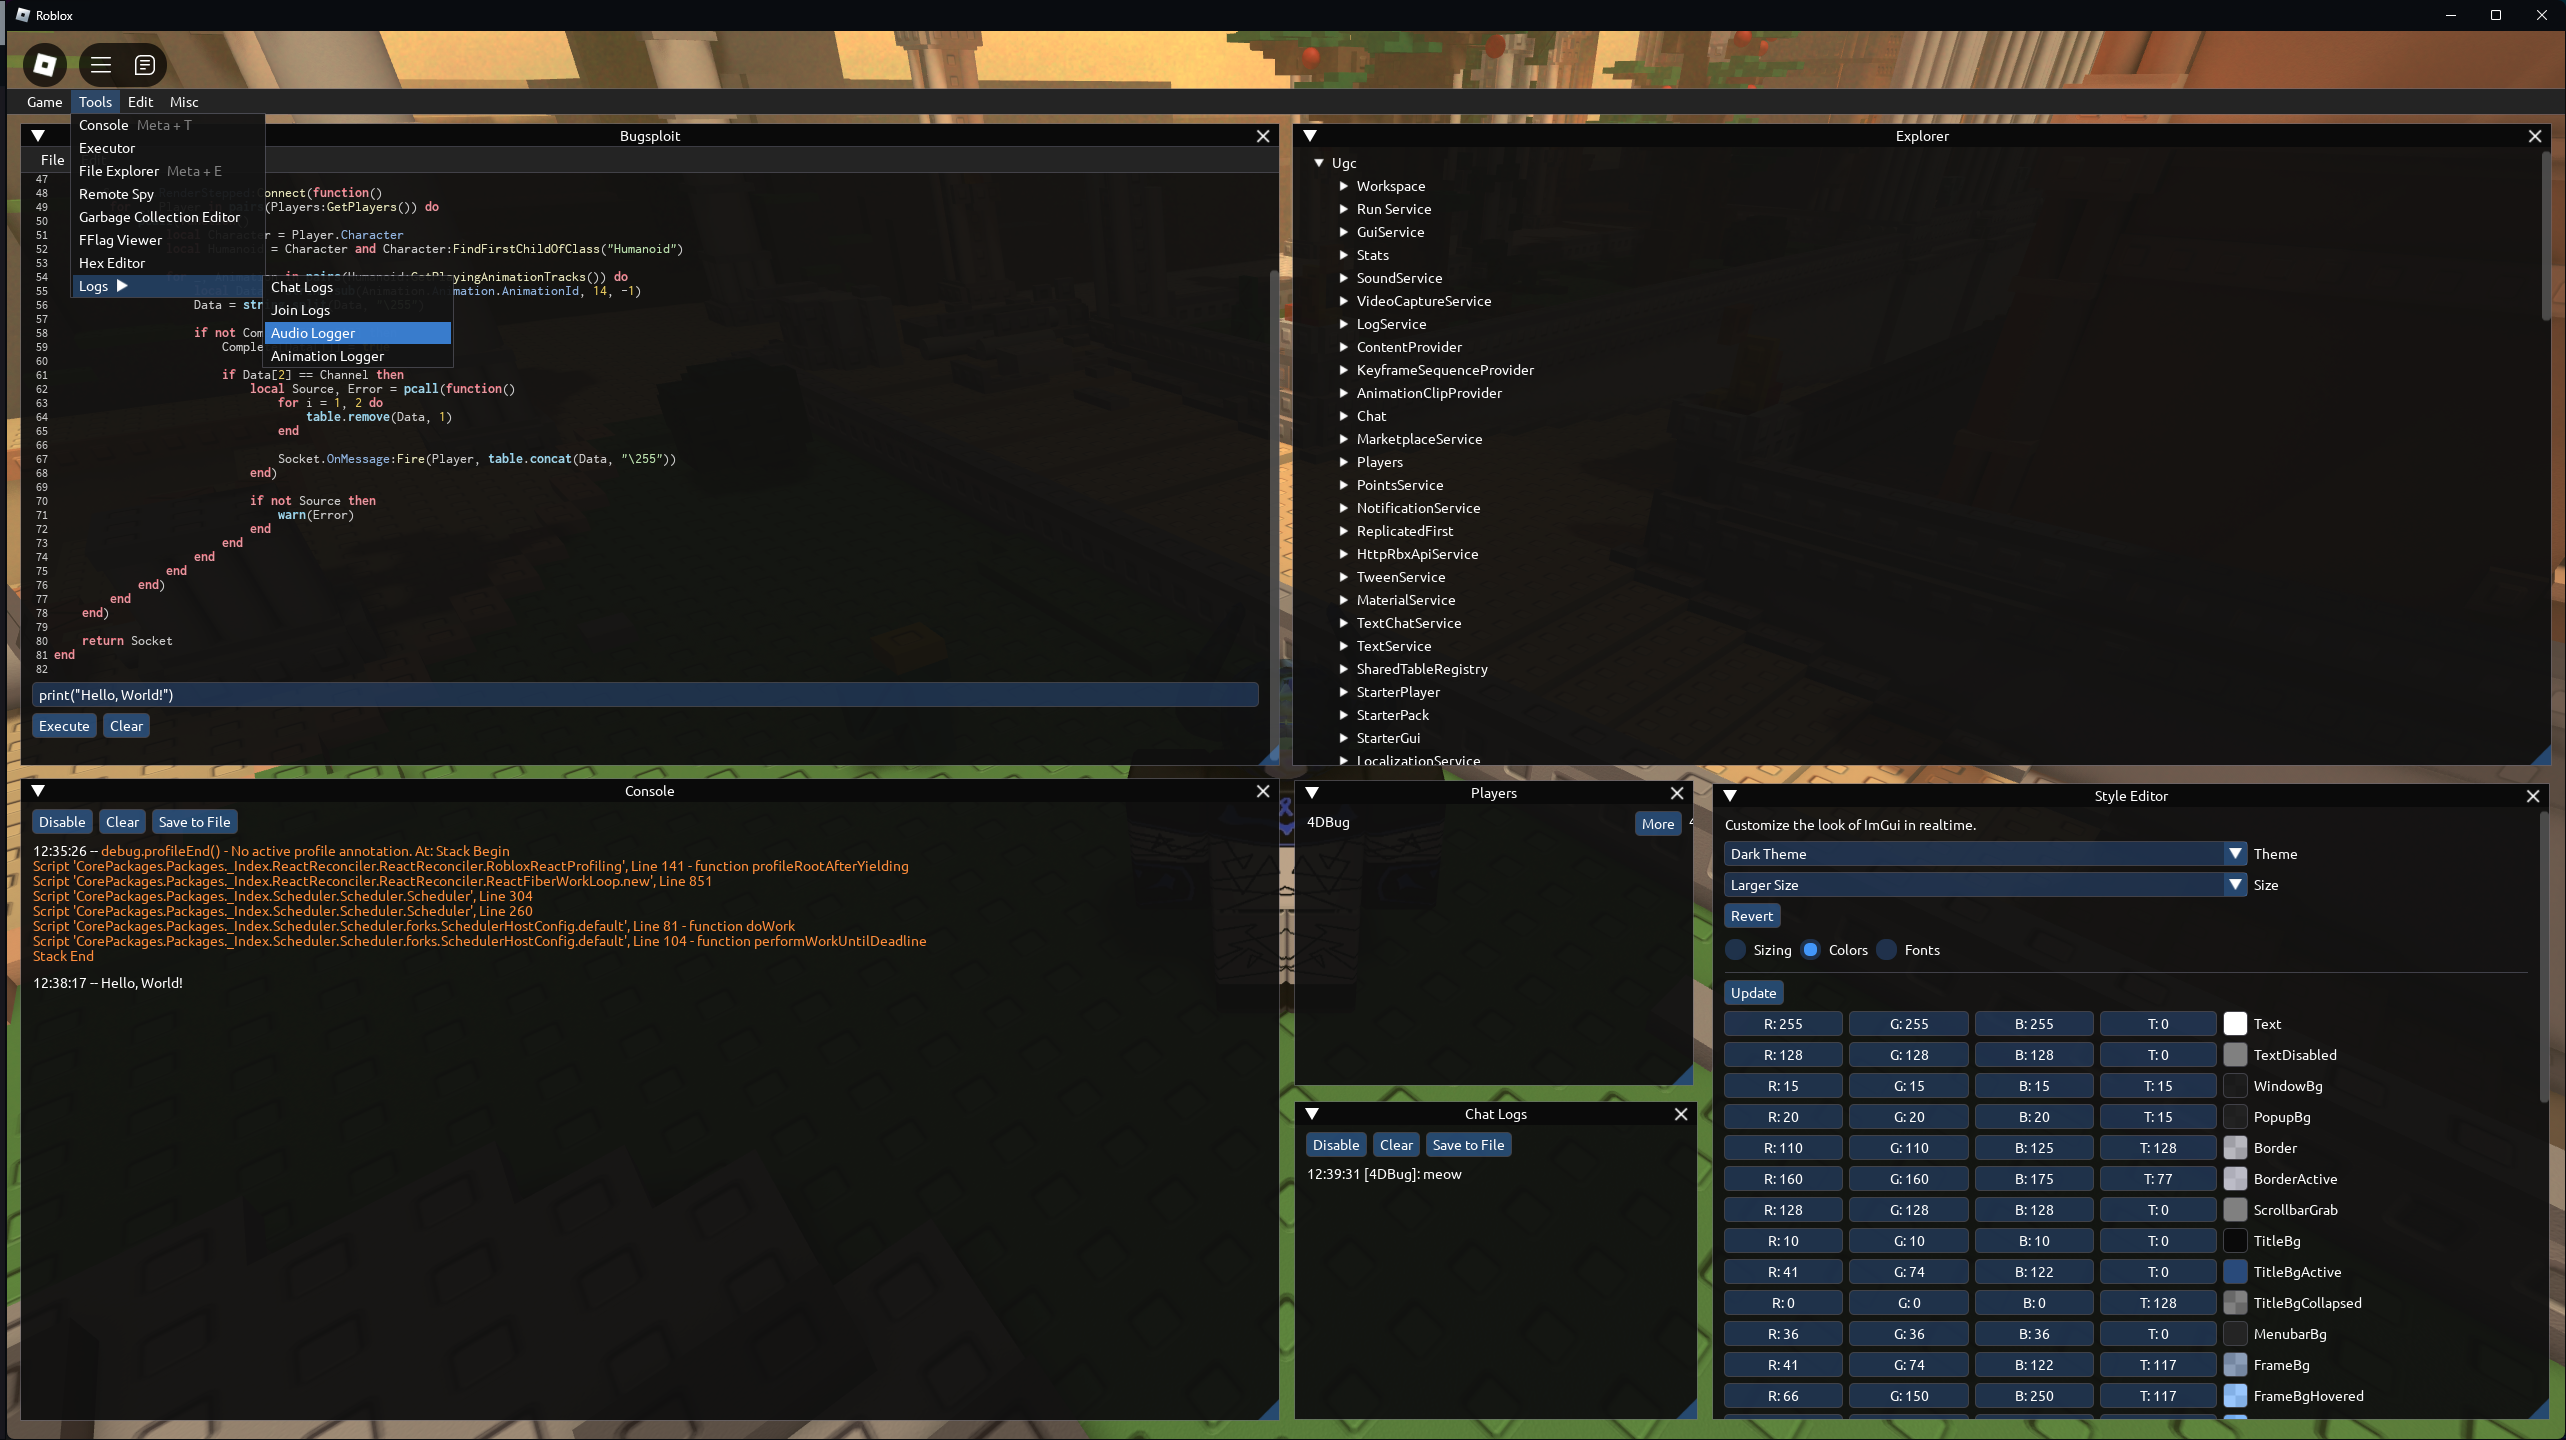 Roblox
Game Tools Edit Misc
Console Meta + T
Executor
File Explorer Meta + E
Remote Spy
Garbage Collection Editor
FFlag Viewer
Hex Editor
Logs
Chat Logs
Join Logs
Audio Logger
Animation Logger
Bugsploit
File
47
48 RenderStepped:Connect(function()
49 (Players:GetPlayers()) do
50
51 local Character = Player.Character
52 local Humanoid = Character and Character:FindFirstChildOfClass("Humanoid")
53
54 in pairs(Humanoid:GetPlayingAnimationTracks()) do
55 (Animation.Animation.AnimationId, 14, -1)
56 Data = "\255")
57
58 if not Com
59 Comple
60
61 if Data[2] == Channel then
62 local Source, Error = pcall(function()
63 for i = 1, 2 do
64 table.remove(Data, 1)
65 end
66
67 Socket.OnMessage:Fire(Player, table.concat(Data, "\255"))
68 end)
69
70 if not Source then
71 warn(Error)
72 end
73 end
74 end
75 end
76 end)
77 end
78 end)
79
80 return Socket
81 end
82
print("Hello, World!")
Execute Clear
Explorer
Ugc
Workspace
Run Service
GuiService
Stats
SoundService
VideoCaptureService
LogService
ContentProvider
KeyframeSequenceProvider
AnimationClipProvider
Chat
MarketplaceService
Players
PointsService
NotificationService
ReplicatedFirst
HttpRbxApiService
TweenService
MaterialService
TextChatService
TextService
SharedTableRegistry
StarterPlayer
StarterPack
StarterGui
LocalizationService
Console
Disable Clear Save to File
12:35:26 -- debug.profileEnd() - No active profile annotation. At: Stack Begin
Script 'CorePackages.Packages._Index.ReactReconciler.ReactReconciler.RobloxReactProfiling', Line 141 - function profileRootAfterYielding
Script 'CorePackages.Packages._Index.ReactReconciler.ReactReconciler.ReactFiberWorkLoop.new', Line 851
Script 'CorePackages.Packages._Index.Scheduler.Scheduler.Scheduler', Line 304
Script 'CorePackages.Packages._Index.Scheduler.Scheduler.Scheduler', Line 260
Script 'CorePackages.Packages._Index.Scheduler.Scheduler.forks.SchedulerHostConfig.default', Line 81 - function doWork
Script 'CorePackages.Packages._Index.Scheduler.Scheduler.forks.SchedulerHostConfig.default', Line 104 - function performWorkUntilDeadline
Stack End
12:38:17 -- Hello, World!
Players
4DBug More
Chat Logs
Disable Clear Save to File
12:39:31 [4DBug]: meow
Style Editor
Customize the look of ImGui in realtime.
Dark Theme Theme
Larger Size Size
Revert
Sizing Colors Fonts
Update
R: 255 G: 255 B: 255 T: 0 Text
R: 128 G: 128 B: 128 T: 0 TextDisabled
R: 15 G: 15 B: 15 T: 15 WindowBg
R: 20 G: 20 B: 20 T: 15 PopupBg
R: 110 G: 110 B: 125 T: 128 Border
R: 160 G: 160 B: 175 T: 77 BorderActive
R: 128 G: 128 B: 128 T: 0 ScrollbarGrab
R: 10 G: 10 B: 10 T: 0 TitleBg
R: 41 G: 74 B: 122 T: 0 TitleBgActive
R: 0 G: 0 B: 0 T: 128 TitleBgCollapsed
R: 36 G: 36 B: 36 T: 0 MenubarBg
R: 41 G: 74 B: 122 T: 117 FrameBg
R: 66 G: 150 B: 250 T: 117 FrameBgHovered